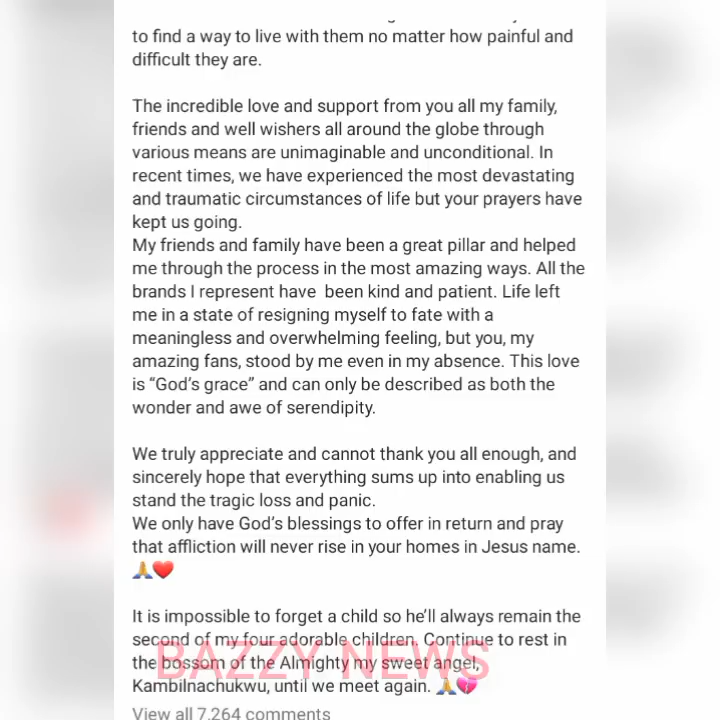 to find a way to live with them no matter how painful and
difficult they are.
The incredible love and support from you all my family,
friends and well wishers all around the globe through
various means are unimaginable and unconditional. In
recent times, we have experienced the most devastating
and traumatic circumstances of life but your prayers have
kept us going.
My friends and family have been a great pillar and helped
me through the process in the most amazing ways. All the
brands I represent have  been kind and patient. Life left
me in a state of resigning myself to fate with a
meaningless and overwhelming feeling, but you, my
amazing fans, stood by me even in my absence. This love
is “God’s grace” and can only be described as both the
wonder and awe of serendipity.
We truly appreciate and cannot thank you all enough, and
sincerely hope that everything sums up into enabling us
stand the tragic loss and panic.
We only have God’s blessings to offer in return and pray
that affliction will never rise in your homes in Jesus name.
🙏❤️
It is impossible to forget a child so he’ll always remain the
second of my four adorable children. Continue to rest in
the bossom of the Almighty my sweet angel,
BAZZY NEWS
Kambilnachukwu, until we meet again. 🙏💔
View all 7,264 comments